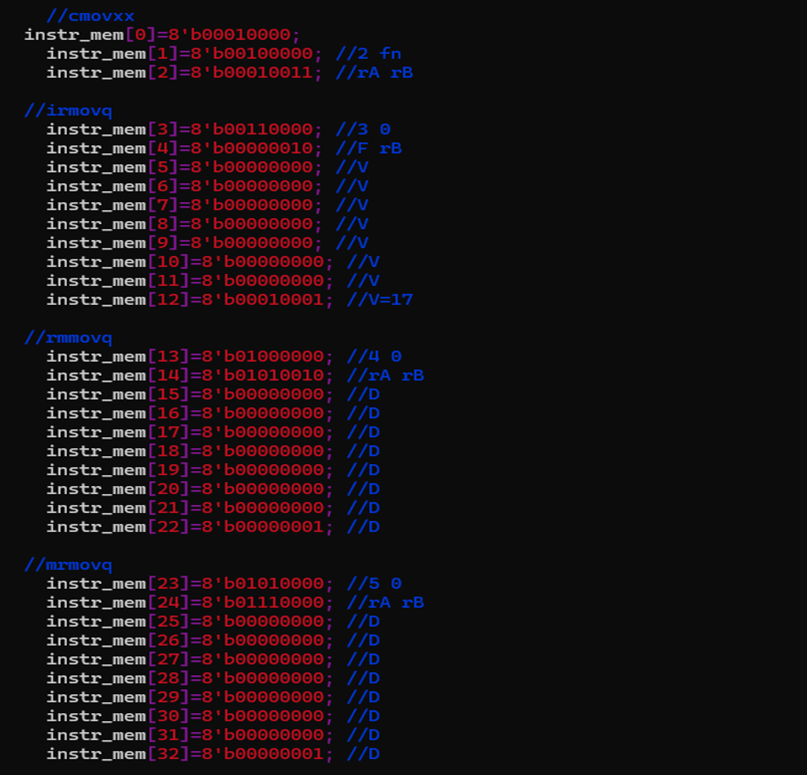 //cmovxx
instr_mem[0]=8'b00010000;
instr_mem[1]=8'b00100000; //2 fn
instr_mem[2]=8'b00010011; //rA rB
//irmovq
instr_mem[3]=8'b00110000; //3 0
instr_mem[4]=8'b00000010; //F rB
instr_mem[5]=8'b00000000; //V
instr_mem[6]=8'b00000000; //V
instr_mem[7]=8'b00000000; //V
instr_mem[8]=8'b00000000; //V
instr_mem[9]=8'b00000000; //V
instr_mem[10]=8'b00000000; //V
instr_mem[11]=8'b00000000; //V
instr_mem[12]=8'b00010001; //V=17
//rmmovq
instr_mem[13]=8'b01000000; //4 0
instr_mem[14]=8'b01010010; //rA rB
instr_mem[15]=8'b00000000; //D
instr_mem[16]=8'b00000000; //D
instr_mem[17]=8'b00000000; //D
instr_mem[18]=8'b00000000; //D
instr_mem[19]=8'b00000000; //D
instr_mem[20]=8'b00000000; //D
instr_mem[21]=8'b00000000; //D
instr_mem[22]=8'b00000001; //D
//mrmovq
instr_mem[23]=8'b01010000; //5 0
instr_mem[24]=8'b01110000; //rA rB
instr_mem[25]=8'b00000000; //D
instr_mem[26]=8'b00000000; //D
instr_mem[27]=8'b00000000; //D
instr_mem[28]=8'b00000000; //D
instr_mem[29]=8'b00000000; //D
instr_mem[30]=8'b00000000; //D
instr_mem[31]=8'b00000000; //D
instr_mem[32]=8'b00000001; //D